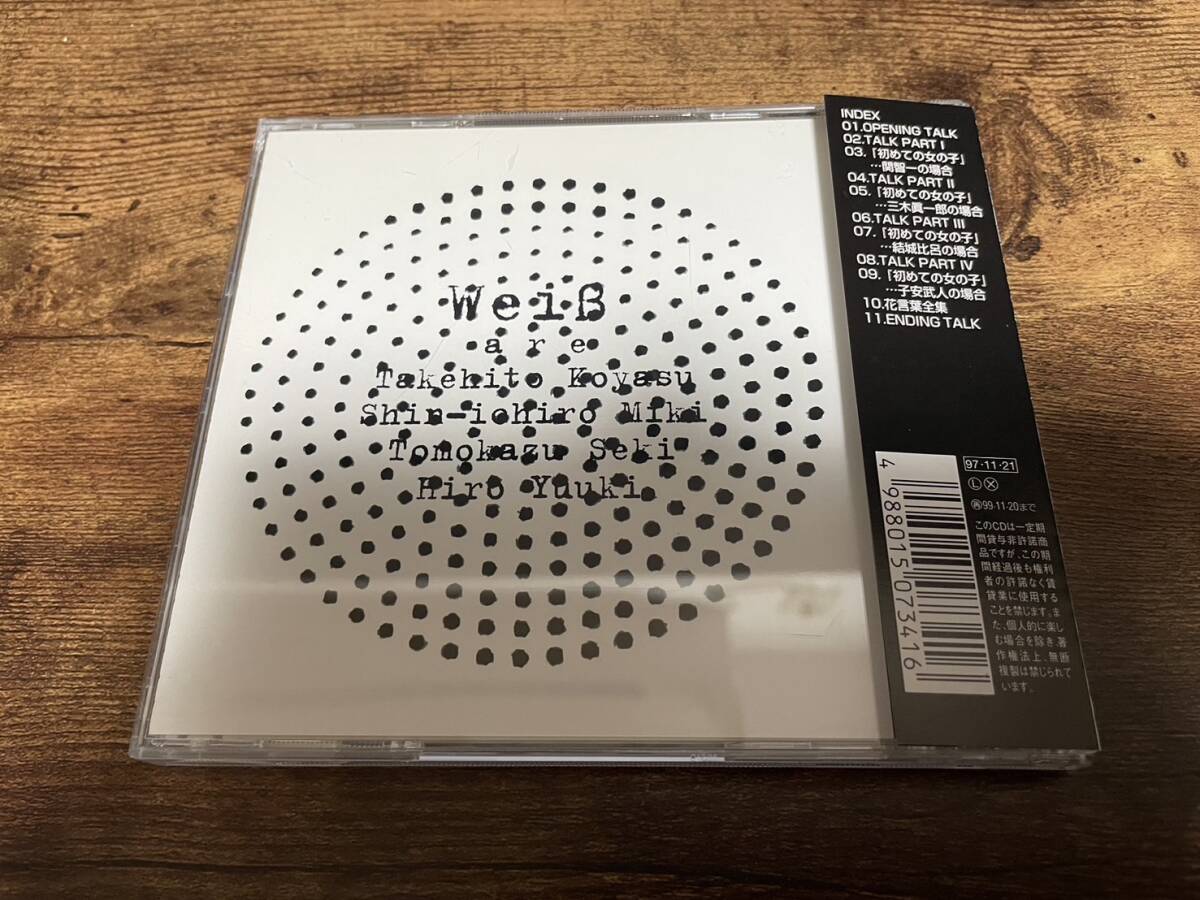 Weiß
are
Takehito Koyasu
Shin-ichiro Miki
Tomokazu Seki
Hiro Yuuki
INDEX
01.OPENING TALK
02.TALK PART I
03.「初めての女の子」
…関智一の場合
04.TALK PART II
05.「初めての女の子」
…三木眞一郎の場合
06.TALK PART III
07.「初めての女の子」
…結城比呂の場合
08.TALK PART IV
09.「初めての女の子」
…子安武人の場合
10.花言葉全集
11.ENDING TALK
97・11・21
Ⓛ Ⓧ
㋫99・11・20まで
このCDは一定期
間貸与非許諾商
品ですが、この期
間経過後も権利
者の許諾なく賃
貸業に使用する
ことを禁じます。ま
た、個人的に楽し
む場合を除き、著
作権法上、無断
複製は禁じられて
います。
4 988015 073416